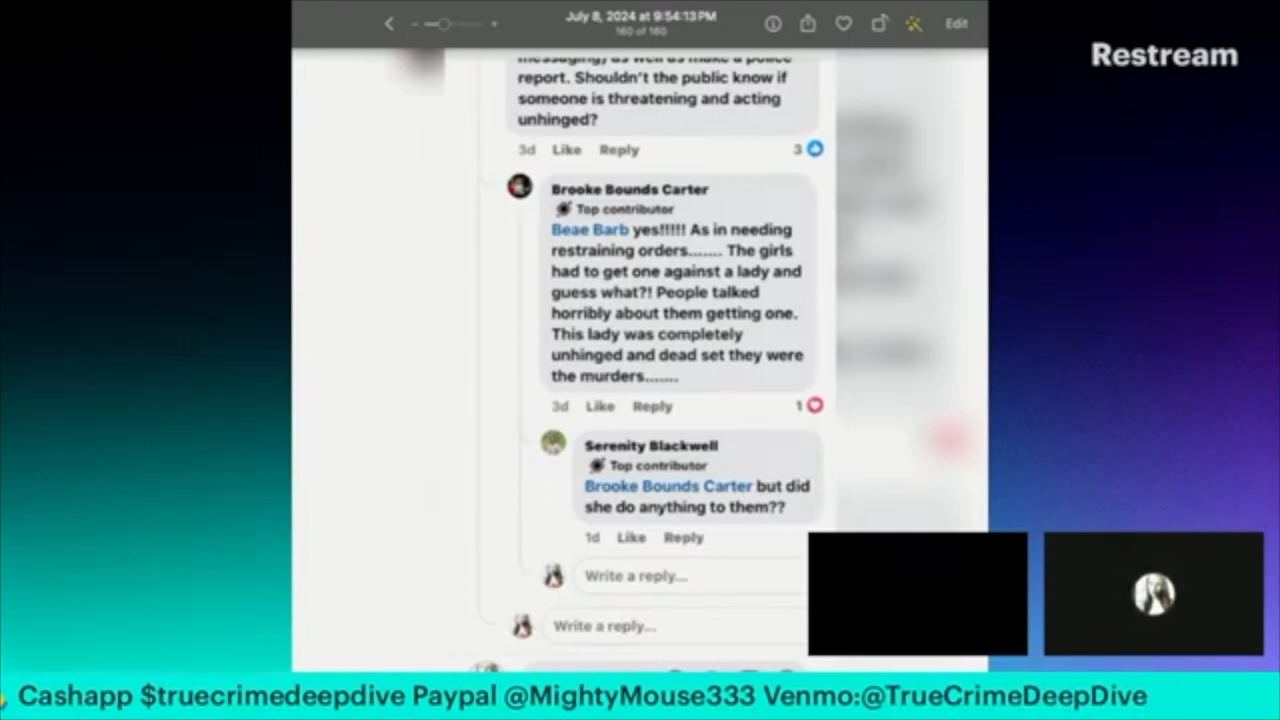 July 8, 2024 at 9:54:13 PM
160 of 160
Edit
Restream
messaging) as well as make a police
report. Shouldn't the public know if
someone is threatening and acting
unhinged?
3d Like Reply 3
Brooke Bounds Carter
Top contributor
Beae Barb yes!!!!! As in needing
restraining orders....... The girls
had to get one against a lady and
guess what?! People talked
horribly about them getting one.
This lady was completely
unhinged and dead set they were
the murders.......
3d Like Reply 1
Serenity Blackwell
Top contributor
Brooke Bounds Carter but did
she do anything to them??
1d Like Reply
Write a reply...
Write a reply...
Cashapp $truecrimedeepdive Paypal @MightyMouse333 Venmo:@TrueCrimeDeepDive